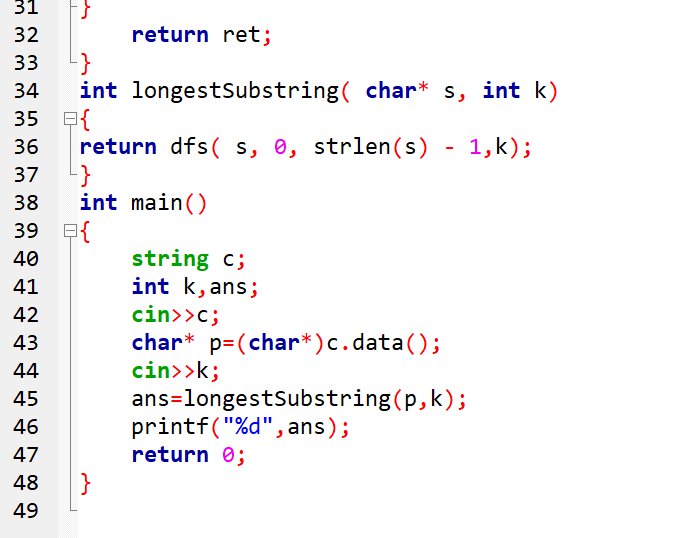 31 }
32 return ret;
33 }
34 int longestSubstring( char* s, int k)
35 {
36 return dfs( s, 0, strlen(s) - 1,k);
37 }
38 int main()
39 {
40 string c;
41 int k,ans;
42 cin>>c;
43 char* p=(char*)c.data();
44 cin>>k;
45 ans=longestSubstring(p,k);
46 printf("%d",ans);
47 return 0;
48 }
49